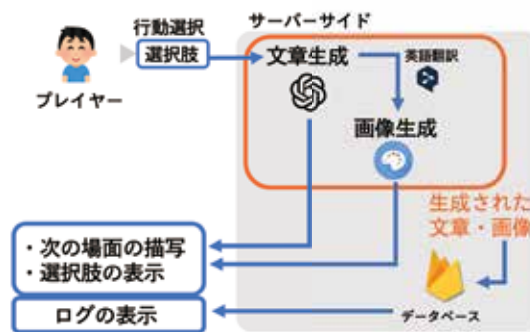 行動選択
選択肢
プレイヤー
サーバーサイド
文章生成
英語翻訳
画像生成
生成された
文章・画像
・次の場面の描写
・選択肢の表示
ログの表示
データベース